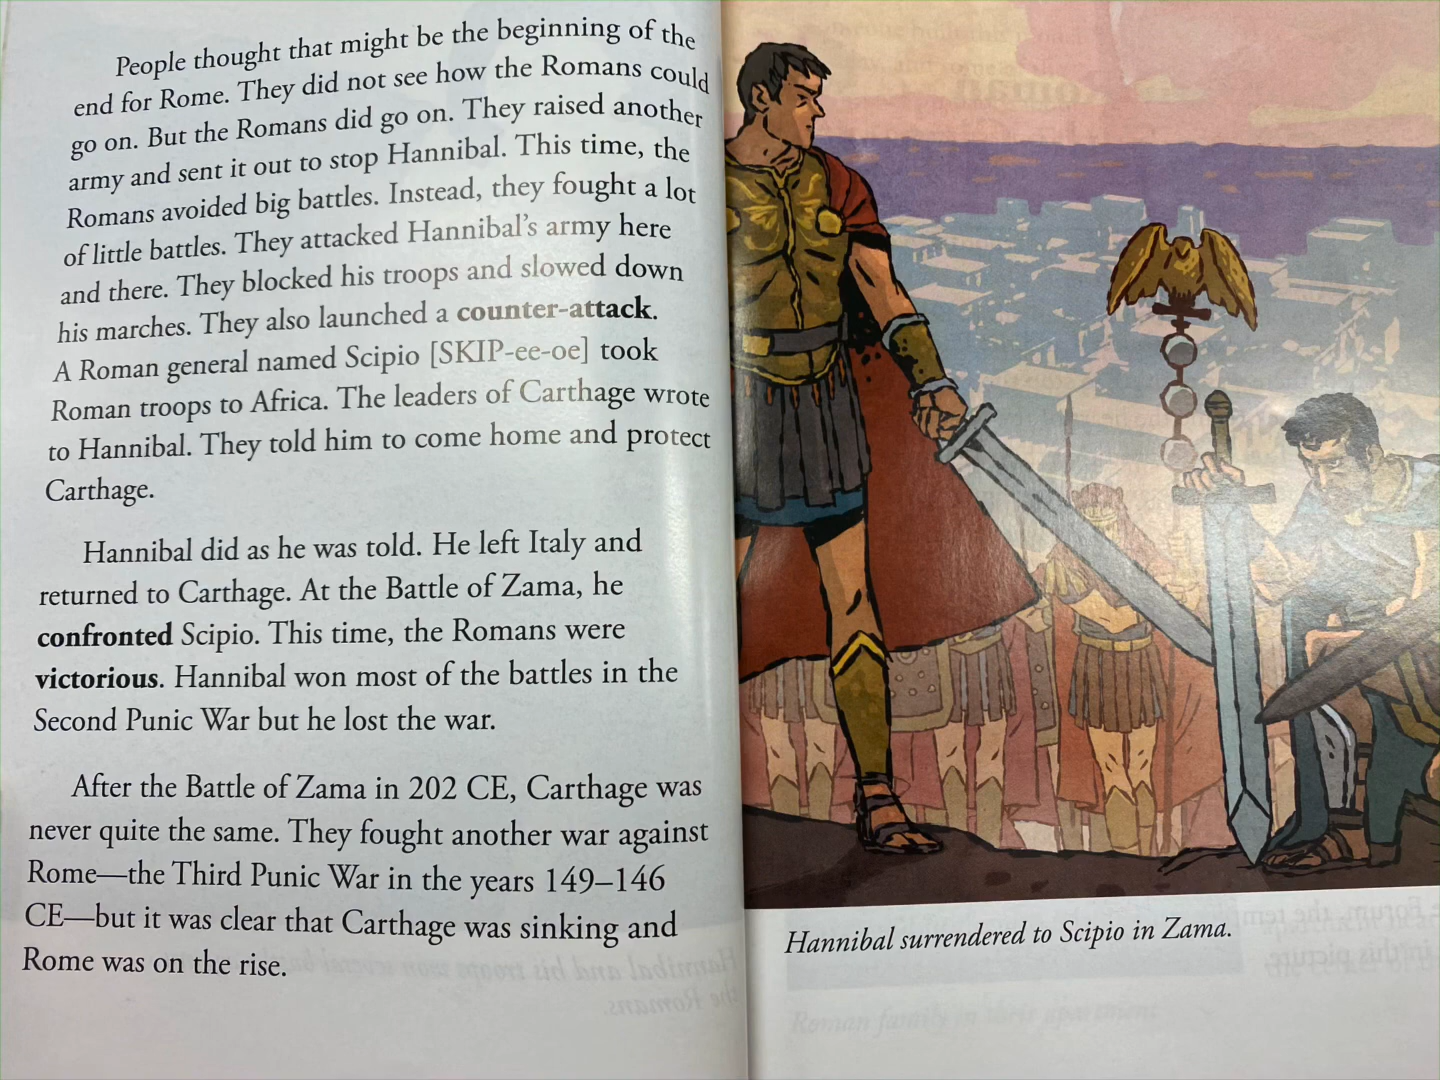 People thought that might be the beginning of the
end for Rome. They did not see how the Romans could
go on. But the Romans did go on. They raised another
army and sent it out to stop Hannibal. This time, the
Romans avoided big battles. Instead, they fought a lot
of little battles. They attacked Hannibal's army here
and there. They blocked his troops and slowed down
his marches. They also launched a counter-attack.
A Roman general named Scipio [SKIP-ee-oe] took
Roman troops to Africa. The leaders of Carthage wrote
to Hannibal. They told him to come home and protect
Carthage.
Hannibal did as he was told. He left Italy and
returned to Carthage. At the Battle of Zama, he
confronted Scipio. This time, the Romans were
victorious. Hannibal won most of the battles in the
Second Punic War but he lost the war.
After the Battle of Zama in 202 CE, Carthage was
never quite the same. They fought another war against
Rome—the Third Punic War in the years 149–146
CE—but it was clear that Carthage was sinking and
Rome was on the rise.
Hannibal surrendered to Scipio in Zama.